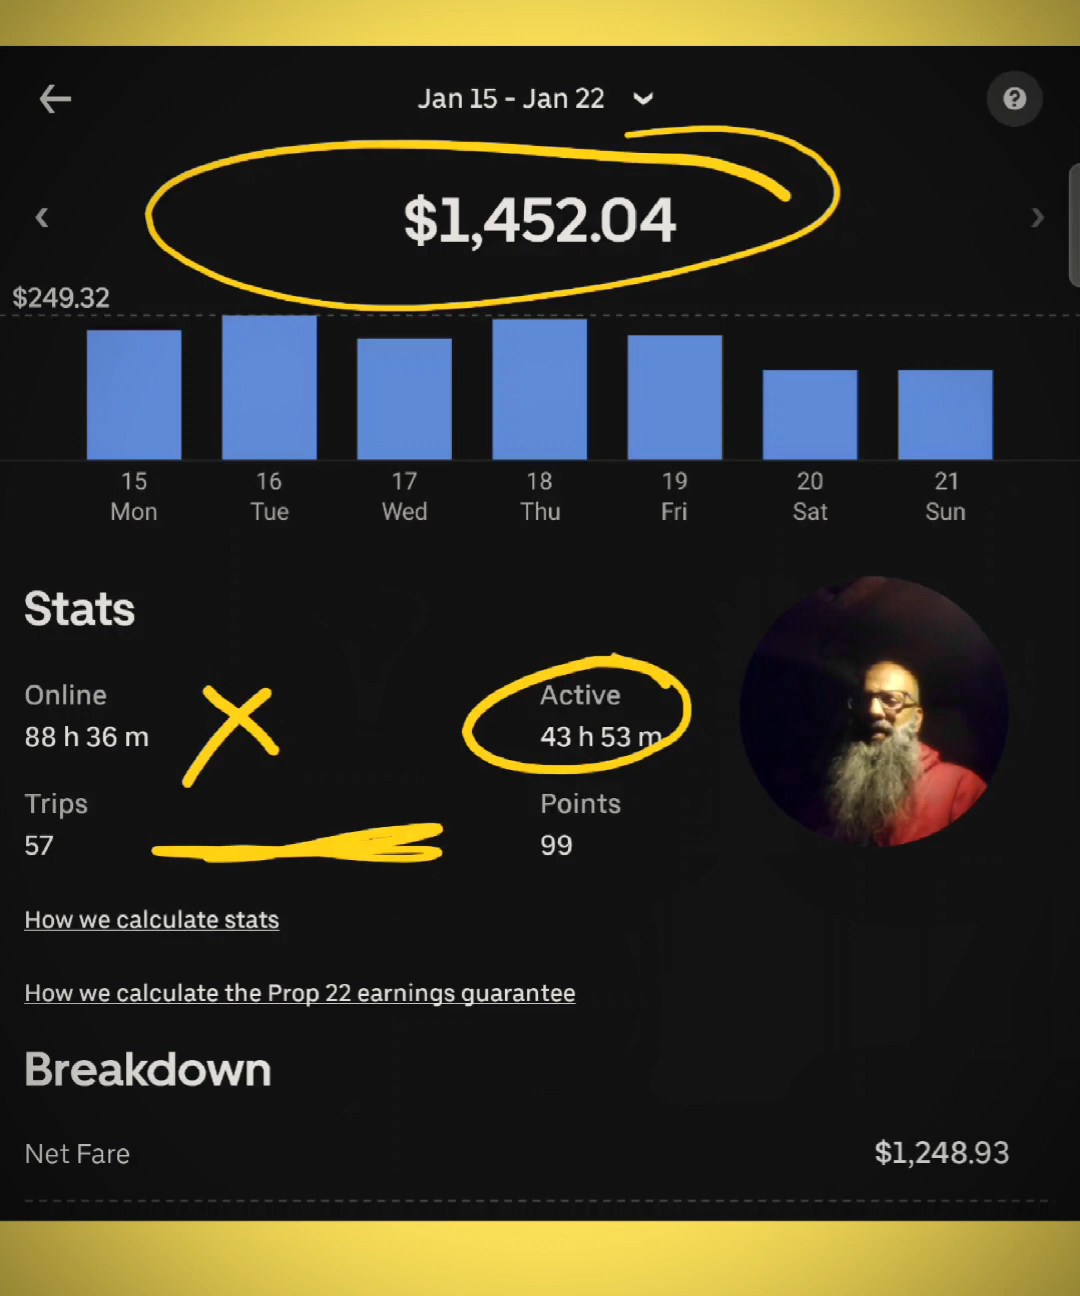 Jan 15 - Jan 22
$1,452.04
$249.32
15 16 17 18 19 20 21
Mon Tue Wed Thu Fri Sat Sun
Stats
Online Active
88 h 36 m 43 h 53 m
Trips Points
57 99
How we calculate stats
How we calculate the Prop 22 earnings guarantee
Breakdown
Net Fare $1,248.93